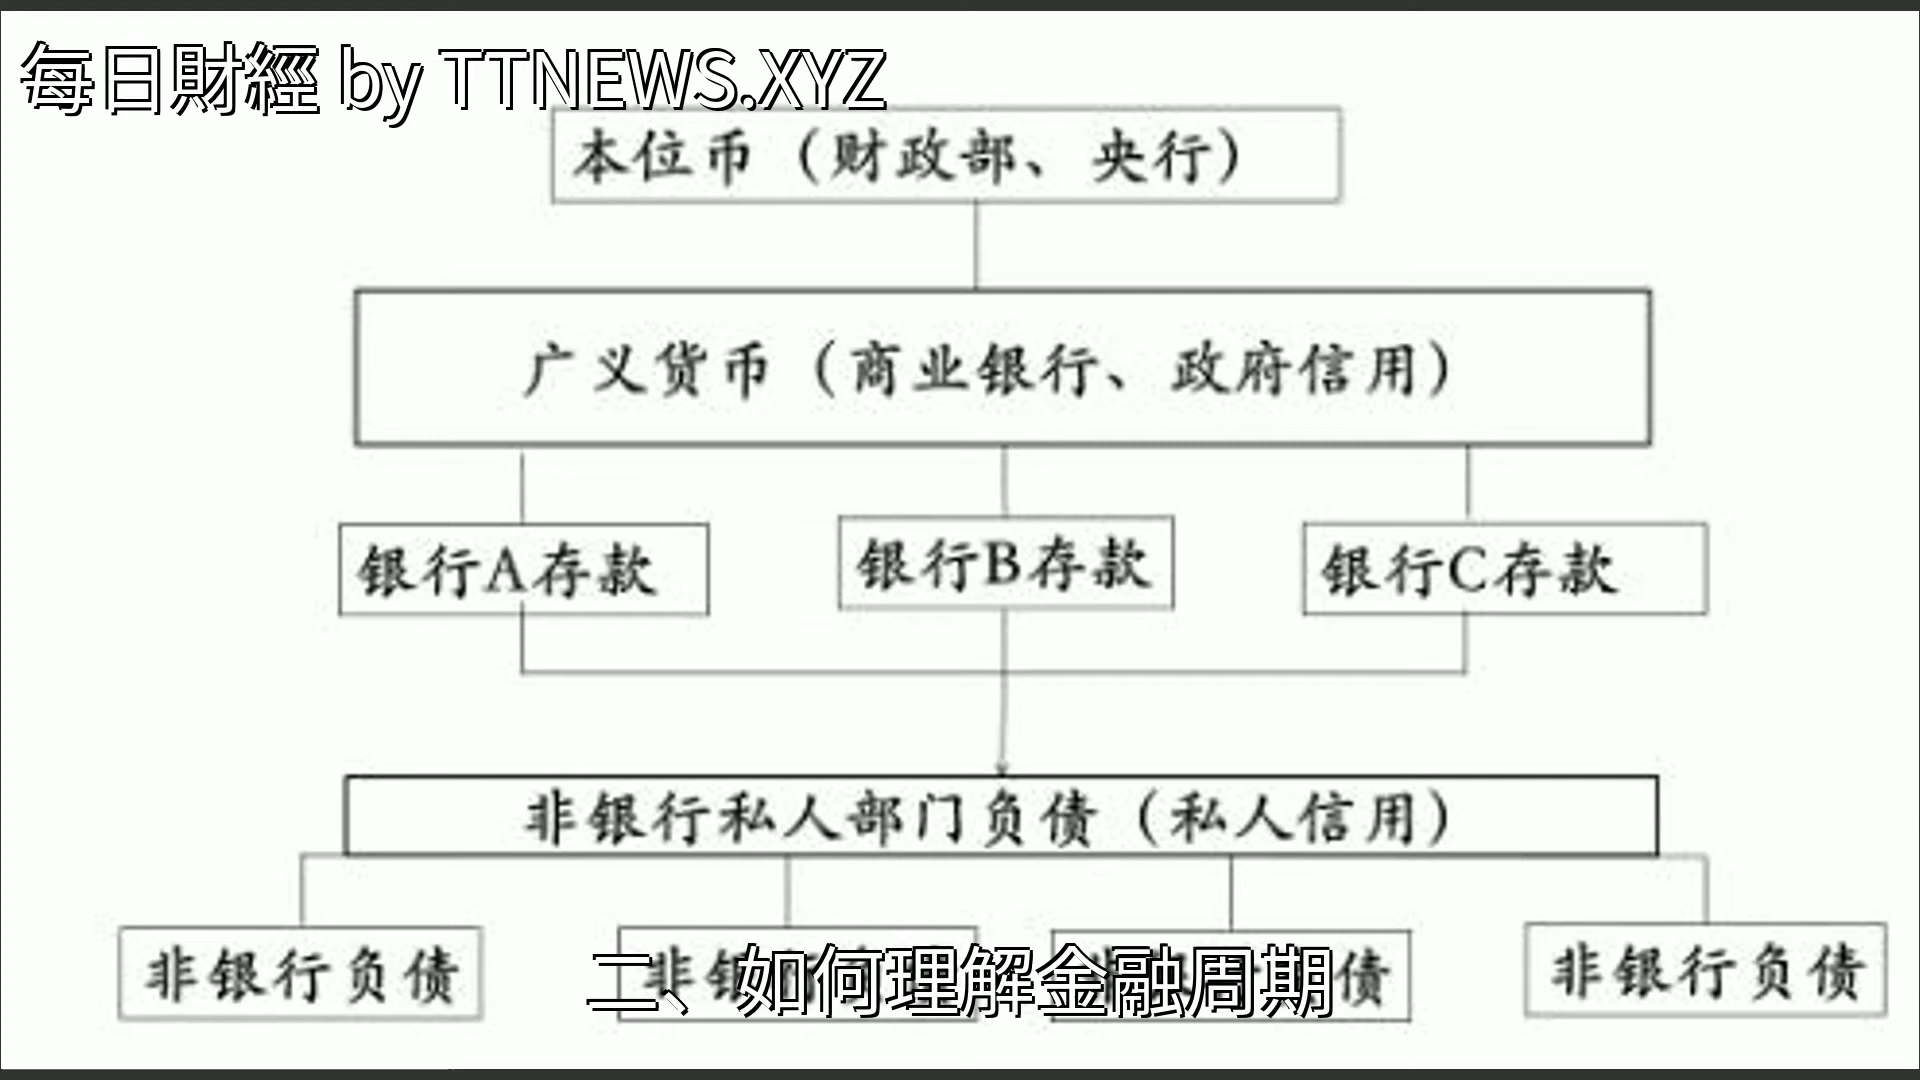 每日財經 by TTNEWS.XYZ
本位币（财政部、央行）
广义货币（商业银行、政府信用）
银行A存款
银行B存款
银行C存款
非银行私人部门负债（私人信用）
非银行负债
非银
债
非银行负债
二、如何理解金融周期